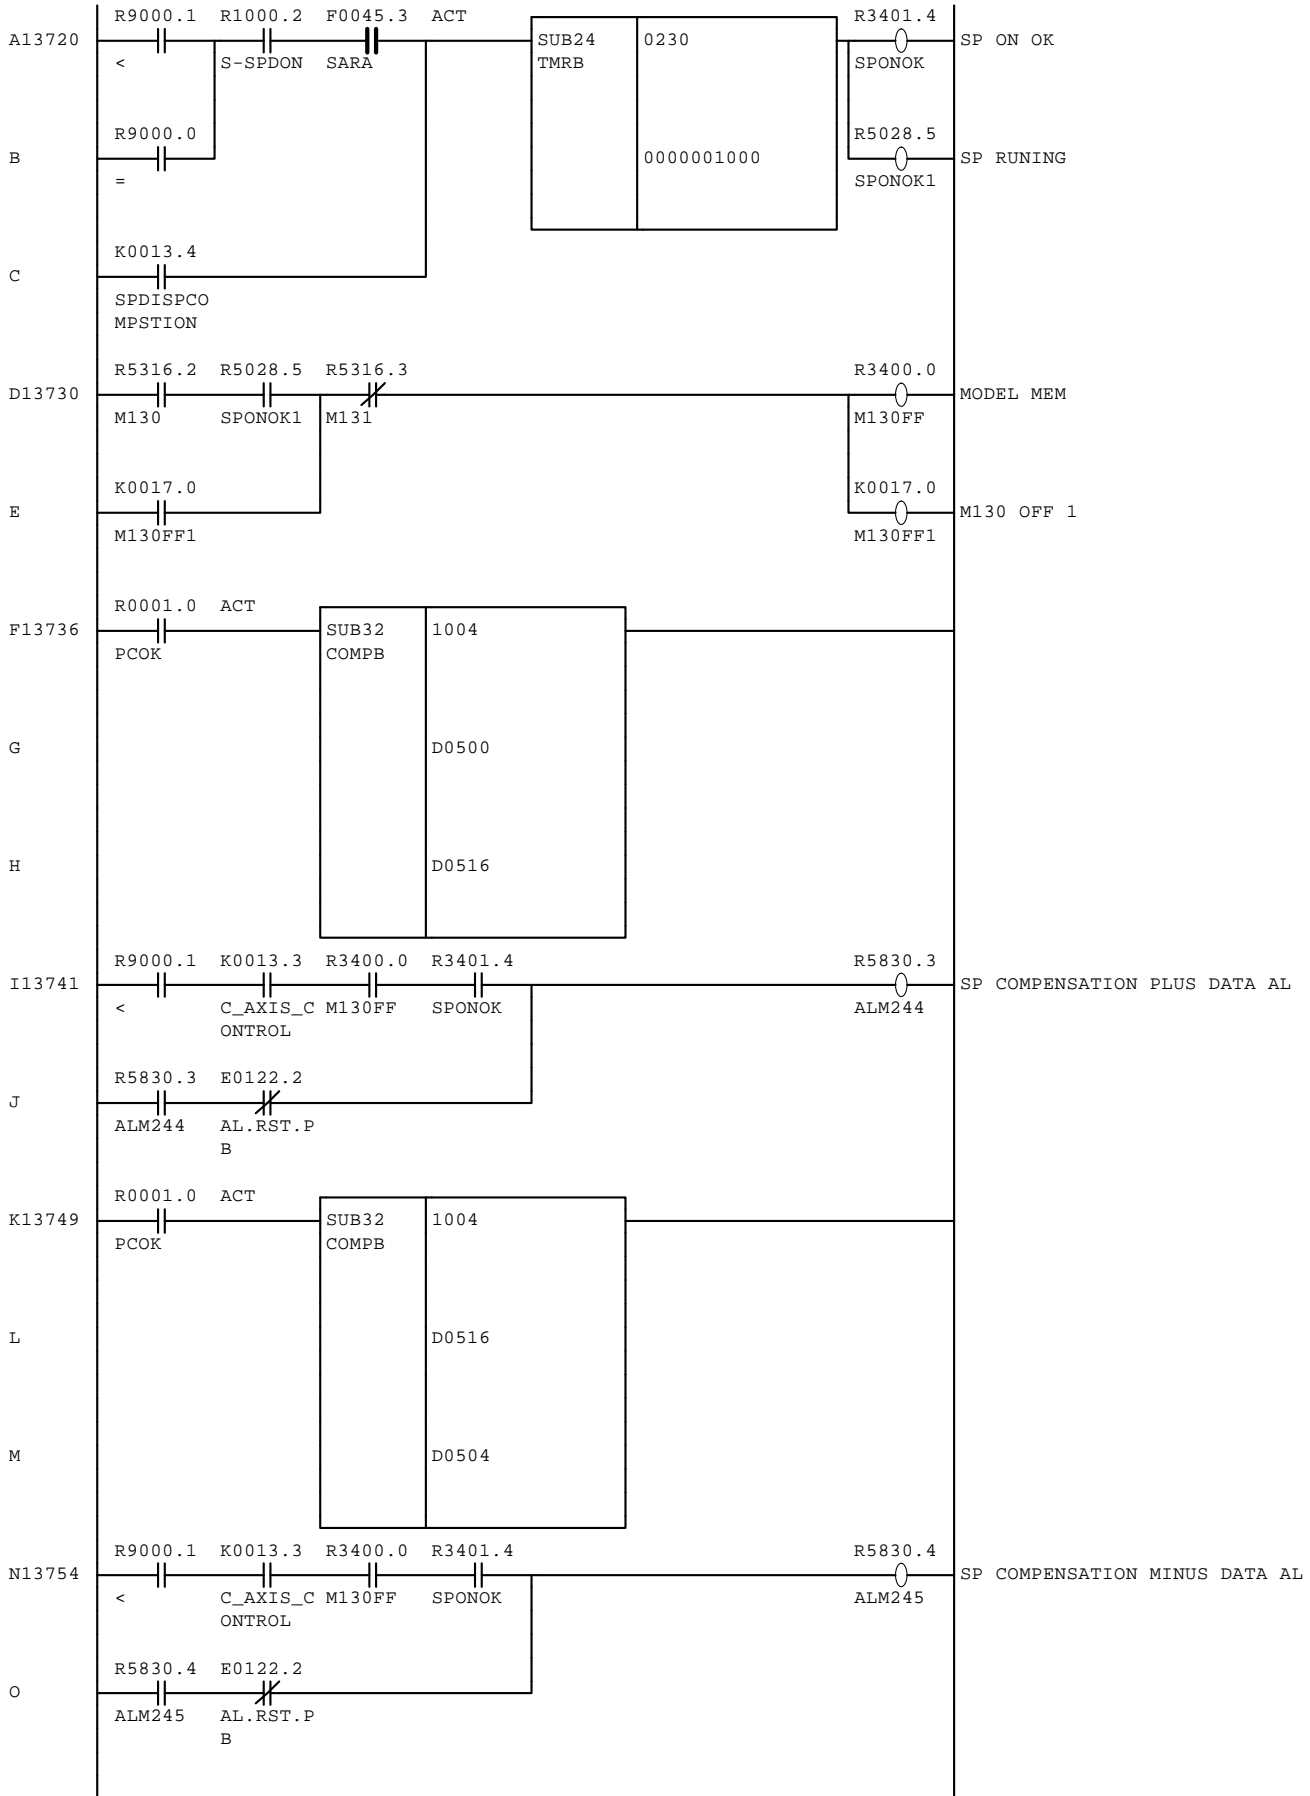 R9000.1 R1000.2 F0045.3 ACT R3401.4
A13720 SUB24 0230 SP ON OK
< S-SPDON SARA TMRB SPONOK
R9000.0 R5028.5
B 0000001000 SP RUNING
= SPONOK1
K0013.4
C
SPDISPCO
MPSTION
R5316.2 R5028.5 R5316.3 R3400.0
D13730 MODEL MEM
M130 SPONOK1 M131 M130FF
K0017.0 K0017.0
E M130 OFF 1
M130FF1 M130FF1
R0001.0 ACT
F13736 SUB32 1004
PCOK COMPB
G D0500
H D0516
R9000.1 K0013.3 R3400.0 R3401.4 R5830.3
I13741 SP COMPENSATION PLUS DATA AL
< C_AXIS_C M130FF SPONOK ALM244
ONTROL
R5830.3 E0122.2
J
ALM244 AL.RST.P
B
R0001.0 ACT
K13749 SUB32 1004
PCOK COMPB
L D0516
M D0504
R9000.1 K0013.3 R3400.0 R3401.4 R5830.4
N13754 SP COMPENSATION MINUS DATA AL
< C_AXIS_C M130FF SPONOK ALM245
ONTROL
R5830.4 E0122.2
O
ALM245 AL.RST.P
B